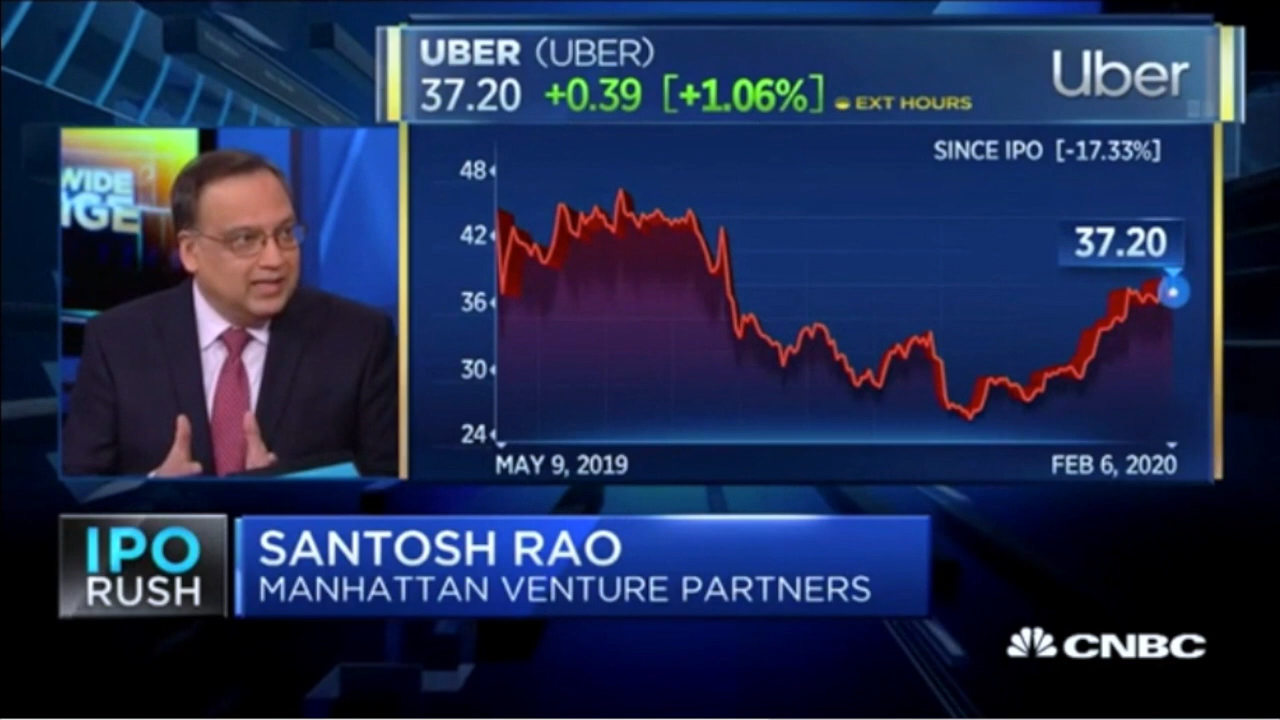 UBER (UBER)
37.20 +0.39 [+1.06%] EXT HOURS
Uber
SINCE IPO [-17.33%]
48
42
36
30
24
37.20
MAY 9, 2019
FEB 6, 2020
WIDE
IPO
RUSH
SANTOSH RAO
MANHATTAN VENTURE PARTNERS
CNBC